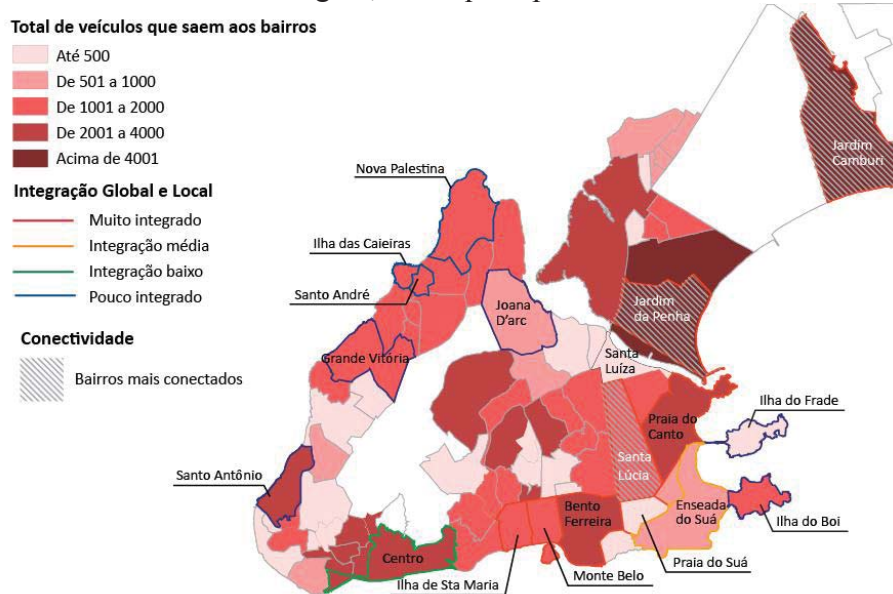 Total de veículos que saem aos bairros
Até 500
De 501 a 1000
De 1001 a 2000
De 2001 a 4000
Acima de 4001
Integração Global e Local
Muito integrado
Integração média
Integração baixo
Pouco integrado
Conectividade
Bairros mais conectados
Jardim
Camburi
Nova Palestina
Ilha das Caieiras
Santo André
Joana
D'arc
Jardim
da Penha
Grande Vitória
Santa
Luíza
Ilha do Frade
Praia do
Canto
Santo Antônio
Santa
Lúcia
Enseada
do Suá
Bento
Ferreira
Ilha do Boi
Centro
Praia do Suá
Ilha de Sta Maria
Monte Belo